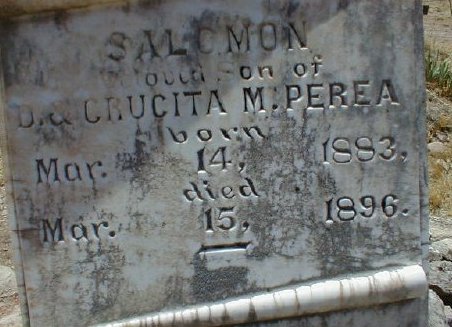 SALOMON
Son of
D. & CRUCITA M. PEREA
born
Mar. 14, 1883,
died
Mar. 15, 1896.